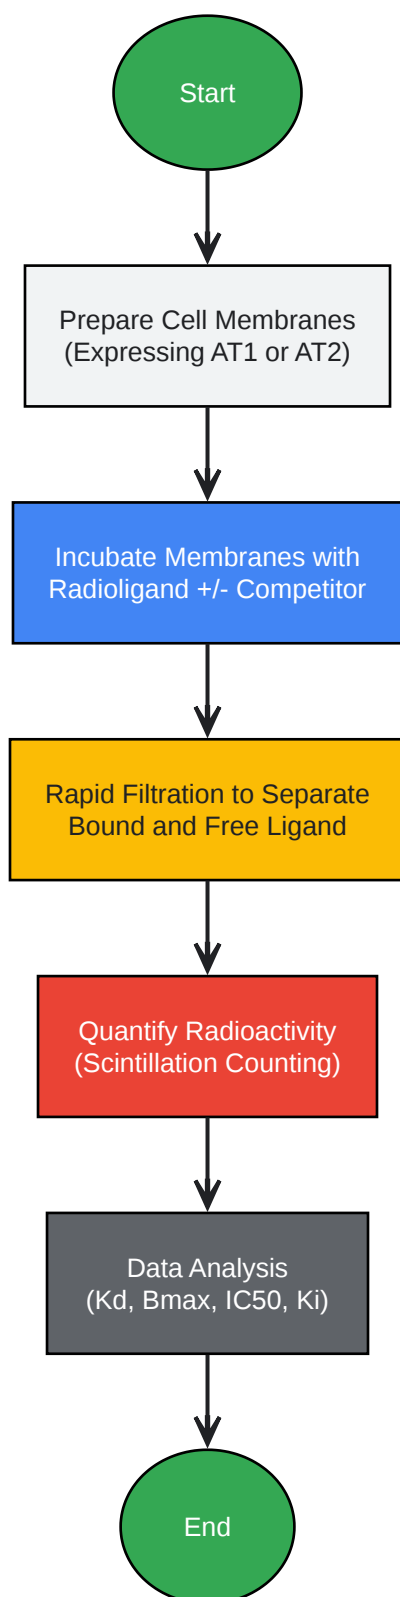 Start
Prepare Cell Membranes
(Expressing AT1 or AT2)
Incubate Membranes with
Radioligand +/- Competitor
Rapid Filtration to Separate
Bound and Free Ligand
Quantify Radioactivity
(Scintillation Counting)
Data Analysis
(Kd, Bmax, IC50, Ki)
End